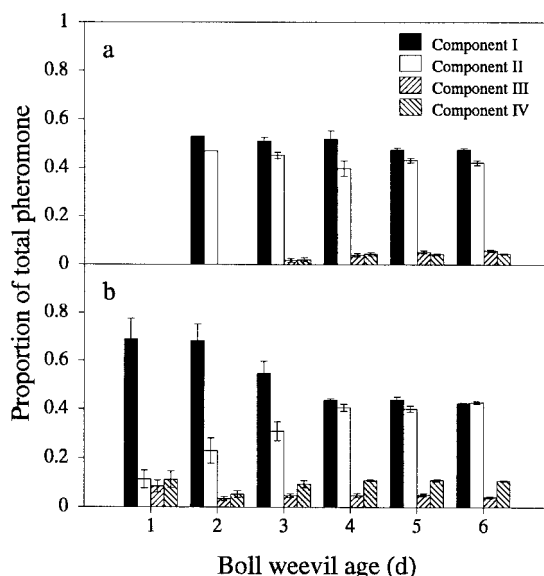 1
a
Component I
Component II
Component III
Component IV
0.8
0.6
0.4
0.2
0
Proportion of total pheromone
b
0.8
0.6
0.4
0.2
0
1 2 3 4 5 6
Boll weevil age (d)